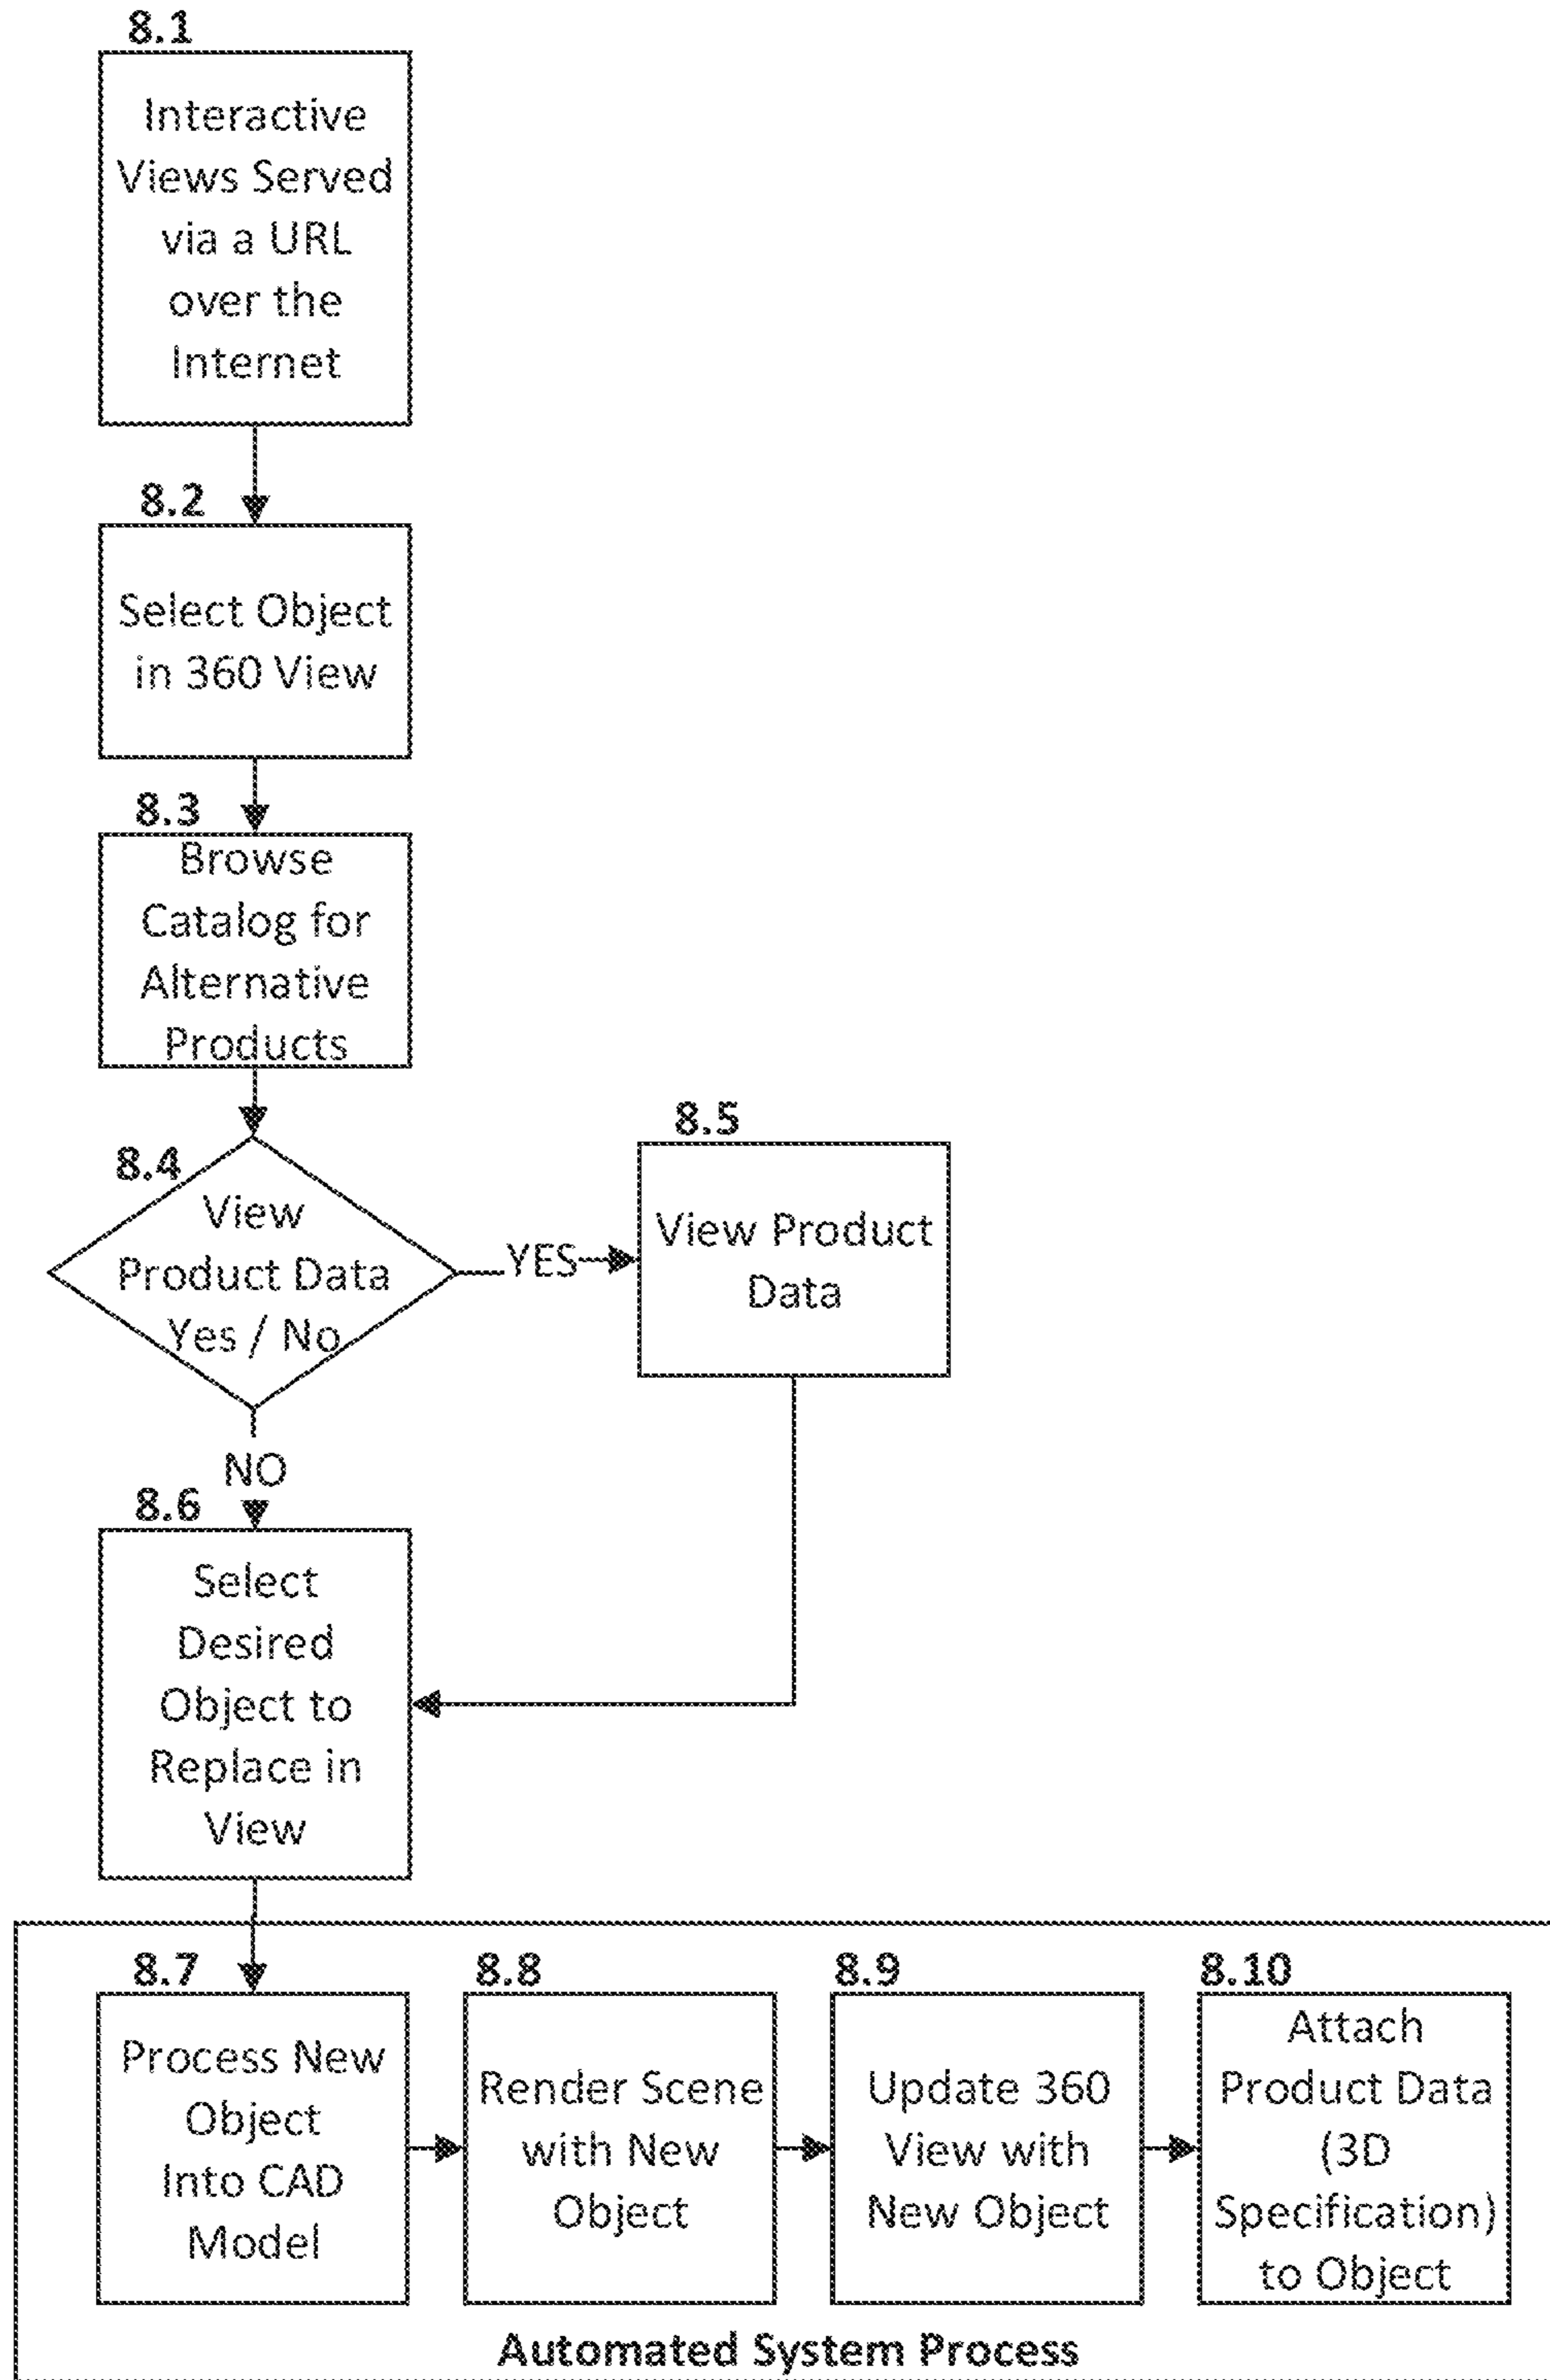 8.1
Interactive
Views Served
via a URL
over the
Internet
8.2
Select Object
in 360 View
8.3
Browse
Catalog for
Alternative
Products
8.4
View
Product Data
Yes / No
YES
8.5
View Product
Data
NO
8.6
Select
Desired
Object to
Replace in
View
8.7
Process New
Object
Into CAD
Model
8.8
Render Scene
with New
Object
8.9
Update 360
View with
New Object
8.10
Attach
Product Data
(3D
Specification)
to Object
Automated System Process